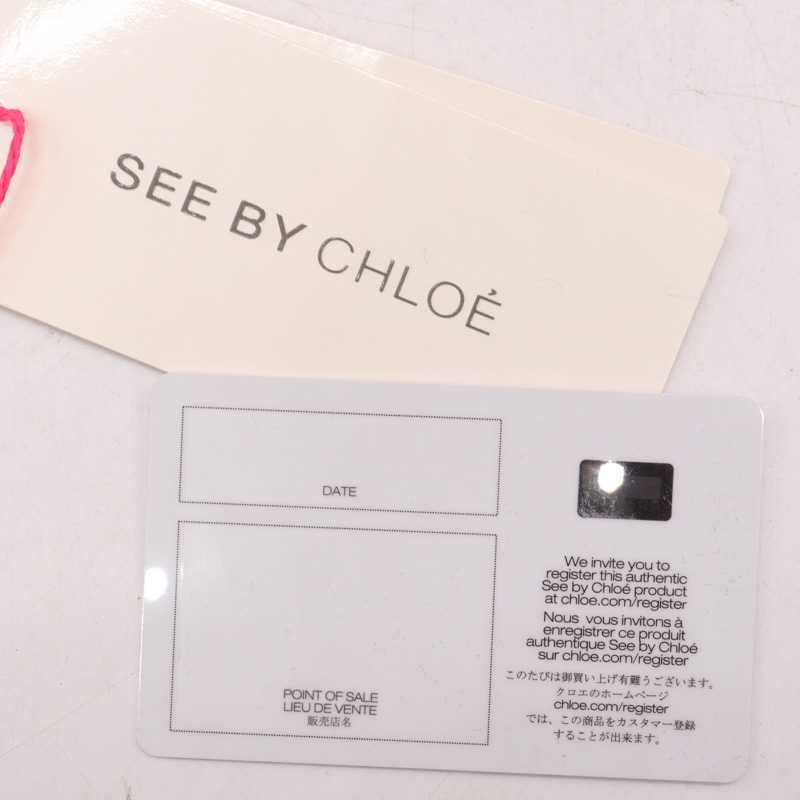 SEE BY CHLOÉ
DATE
POINT OF SALE
LIEU DE VENTE
販売店名
We invite you to
register this authentic
See by Chloé product
at chloe.com/register
Nous vous invitons à
enregistrer ce produit
authentique See by Chloé
sur chloe.com/register
このたびは御買い上げ有難うございます。
クロエのホームページ
chloe.com/register
では、この商品をカスタマー登録
することが出来ます。